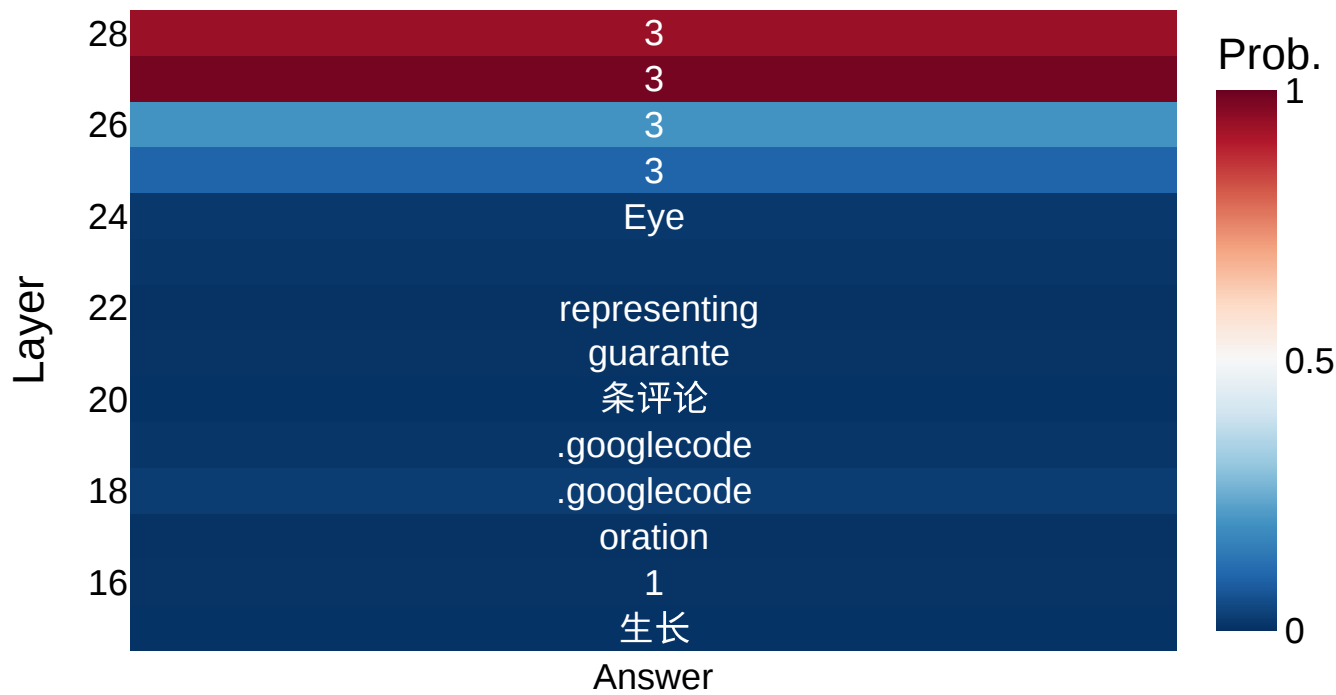 28
3
Prob.
3
1
26
3
3
24
Eye
Layer
22
representing
guarante
0.5
20
条评论
.googlecode
18
.googlecode
oration
16
1
生长
0
Answer